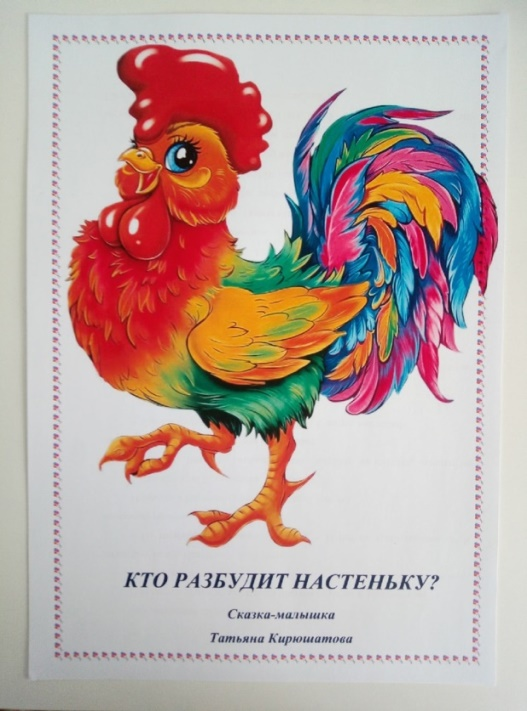 КТО РАЗБУДИТ НАСТЕНЬКУ?
Сказка-малышка
Татьяна Кирюшатова